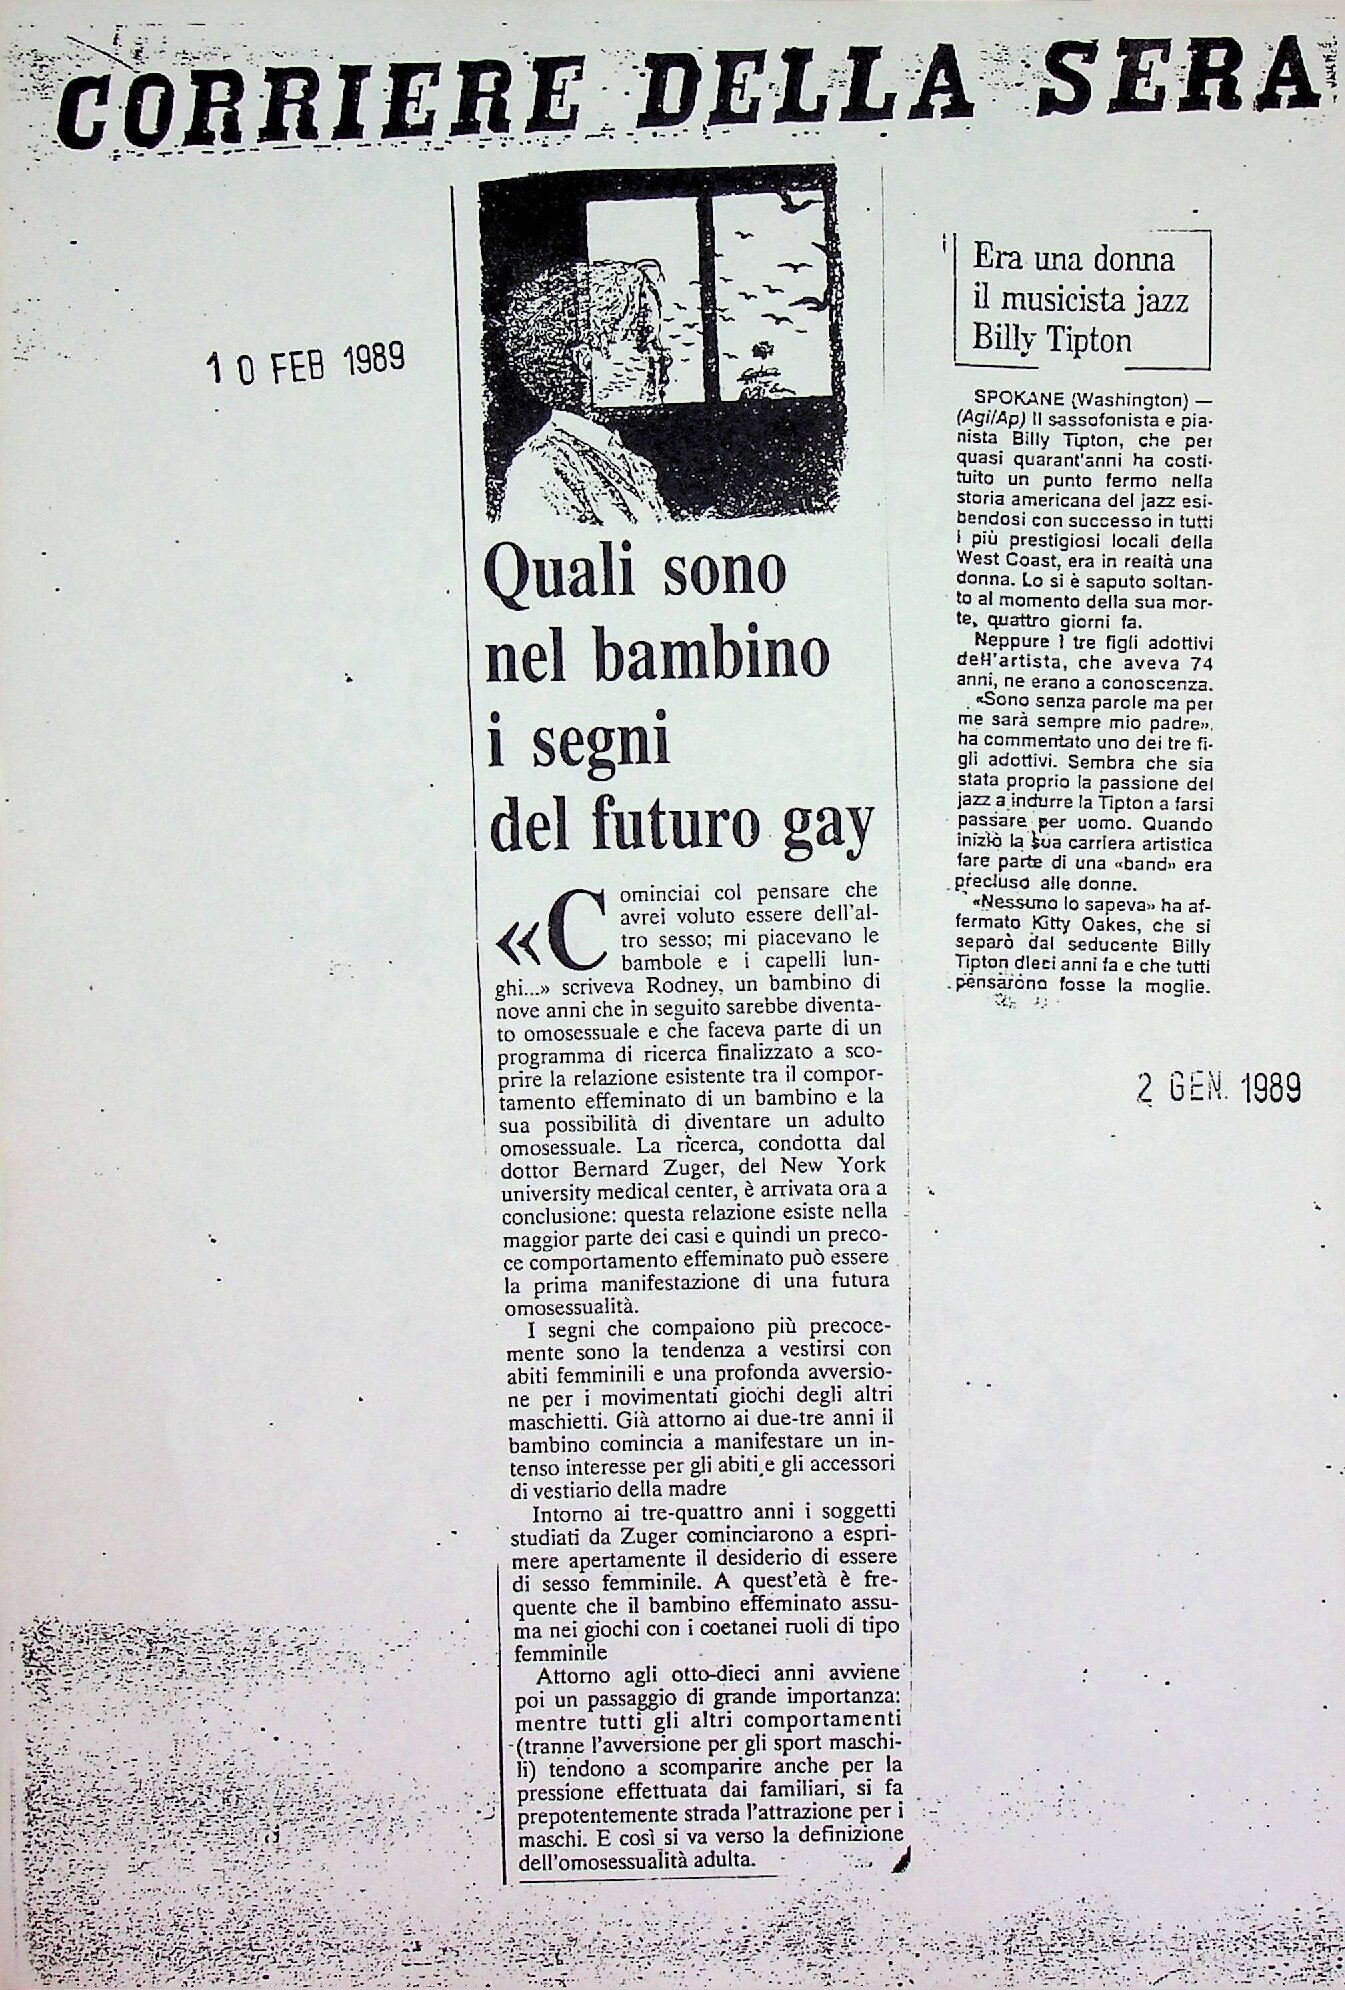 CORRIERE DELLA SERA
10 FEB 1989
Quali sono
nel bambino
i segni
del futuro gay
«Cominciai col pensare che
avrei voluto essere dell'al-
tro sesso; mi piacevano le
bambole e i capelli lun-
ghi...» scriveva Rodney, un bambino di
nove anni che in seguito sarebbe diventa-
to omosessuale e che faceva parte di un
programma di ricerca finalizzato a sco-
prire la relazione esistente tra il compor-
tamento effeminato di un bambino e la
sua possibilità di diventare un adulto
omosessuale. La ricerca, condotta dal
dottor Bernard Zuger, del New York
university medical center, è arrivata ora a
conclusione: questa relazione esiste nella
maggior parte dei casi e quindi un preco-
ce comportamento effeminato può essere
la prima manifestazione di una futura
omosessualità.
I segni che compaiono più precoce-
mente sono la tendenza a vestirsi con
abiti femminili e una profonda avversio-
ne per i movimentati giochi degli altri
maschietti. Già attorno ai due-tre anni il
bambino comincia a manifestare un in-
tenso interesse per gli abiti e gli accessori
di vestiario della madre
Intorno ai tre-quattro anni i soggetti
studiati da Zuger cominciarono a espri-
mere apertamente il desiderio di essere
di sesso femminile. A quest'età è fre-
quente che il bambino effeminato assu-
ma nei giochi con i coetanei ruoli di tipo
femminile
Attorno agli otto-dieci anni avviene
poi un passaggio di grande importanza:
mentre tutti gli altri comportamenti
(tranne l'avversione per gli sport maschi-
li) tendono a scomparire anche per la
pressione effettuata dai familiari, si fa
prepotentemente strada l'attrazione per i
maschi. E così si va verso la definizione
dell'omosessualità adulta.
Era una donna
il musicista jazz
Billy Tipton
SPOKANE (Washington) —
(Agi/Ap) Il sassofonista e pia-
nista Billy Tipton, che per
quasi quarant'anni ha costi-
tuito un punto fermo nella
storia americana del jazz esi-
bendosi con successo in tutti
i più prestigiosi locali della
West Coast, era in realtà una
donna. Lo si è saputo soltan-
to al momento della sua mor-
te, quattro giorni fa.
Neppure i tre figli adottivi
dell'artista, che aveva 74
anni, ne erano a conoscenza.
«Sono senza parole ma per
me sarà sempre mio padre»,
ha commentato uno dei tre fi-
gli adottivi. Sembra che sia
stata proprio la passione del
jazz a indurre la Tipton a farsi
passare per uomo. Quando
iniziò la sua carriera artistica
fare parte di una «band» era
precluso alle donne.
«Nessuno lo sapeva» ha af-
fermato Kitty Oakes, che si
separò dal seducente Billy
Tipton dieci anni fa e che tutti
pensarono fosse la moglie.
2 GEN. 1989